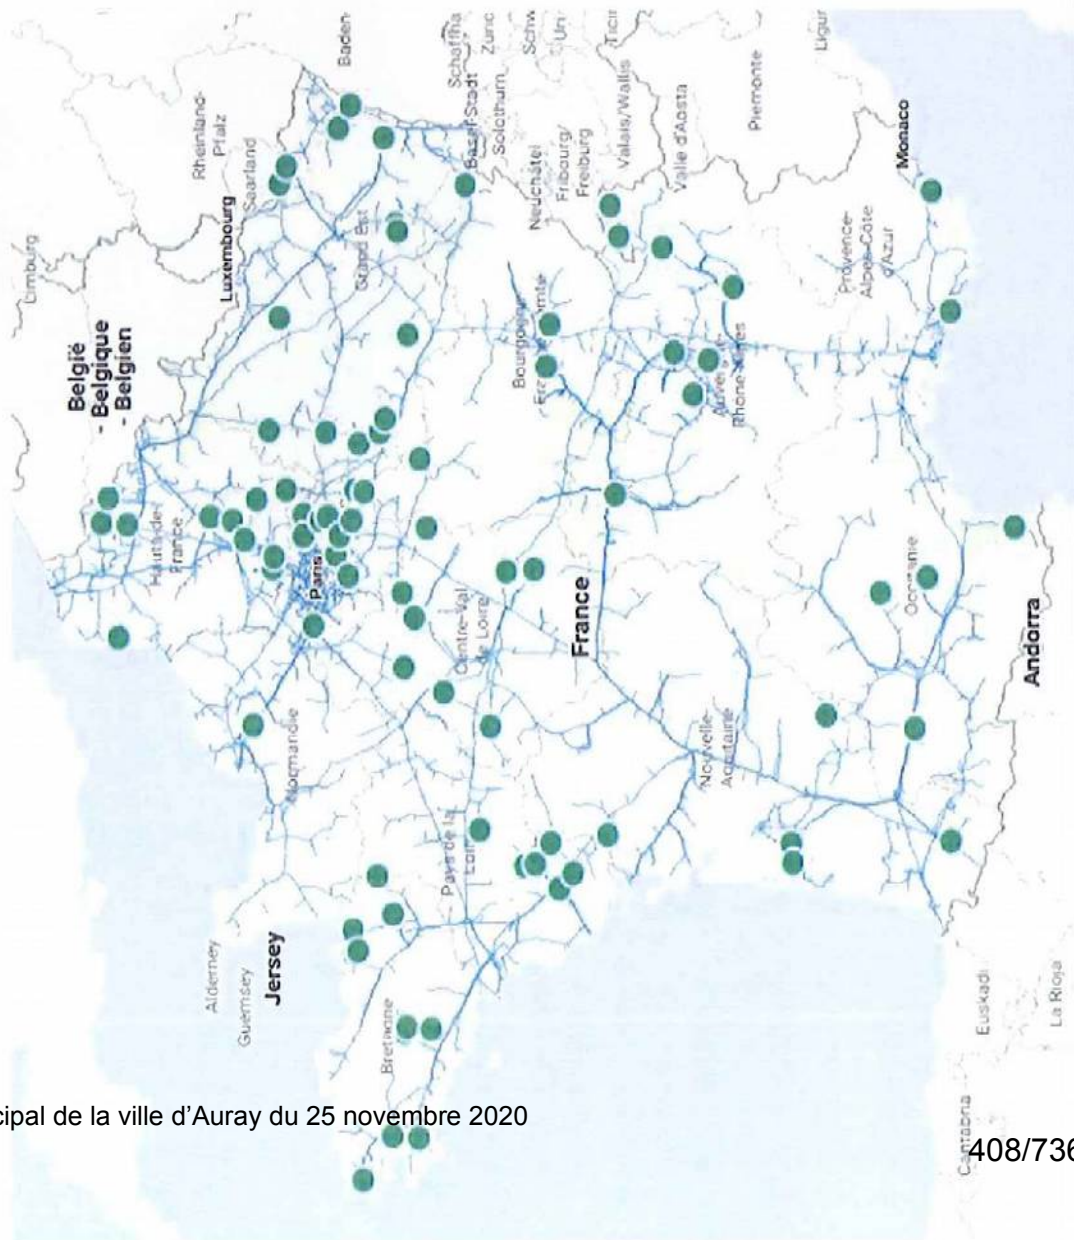 Limburg
België
- Belgique
- Belgien
Rheinland-
Pfalz
Luxembourg
Saarland
Baden-
Hauts-de-
France
Grand Est
Paris
Normandie
Alderney
Guernsey
Jersey
Bretagne
Pays de la
Centre-Val
de Loire
Schaffha
Basel-Stadt
Solothurn
Neuchâtel
Fribourg/
Freiburg
Valais/Wallis
Valle d'Aosta
Piemonte
Ligur
Monaco
Provence-
Alpes-Côte
d'Azur
France
Nouvelle-
Occitanie
Andorra
Euskadi
La Rioja
Cantabria
cipal de la ville d'Auray du 25 novembre 2020
408/736